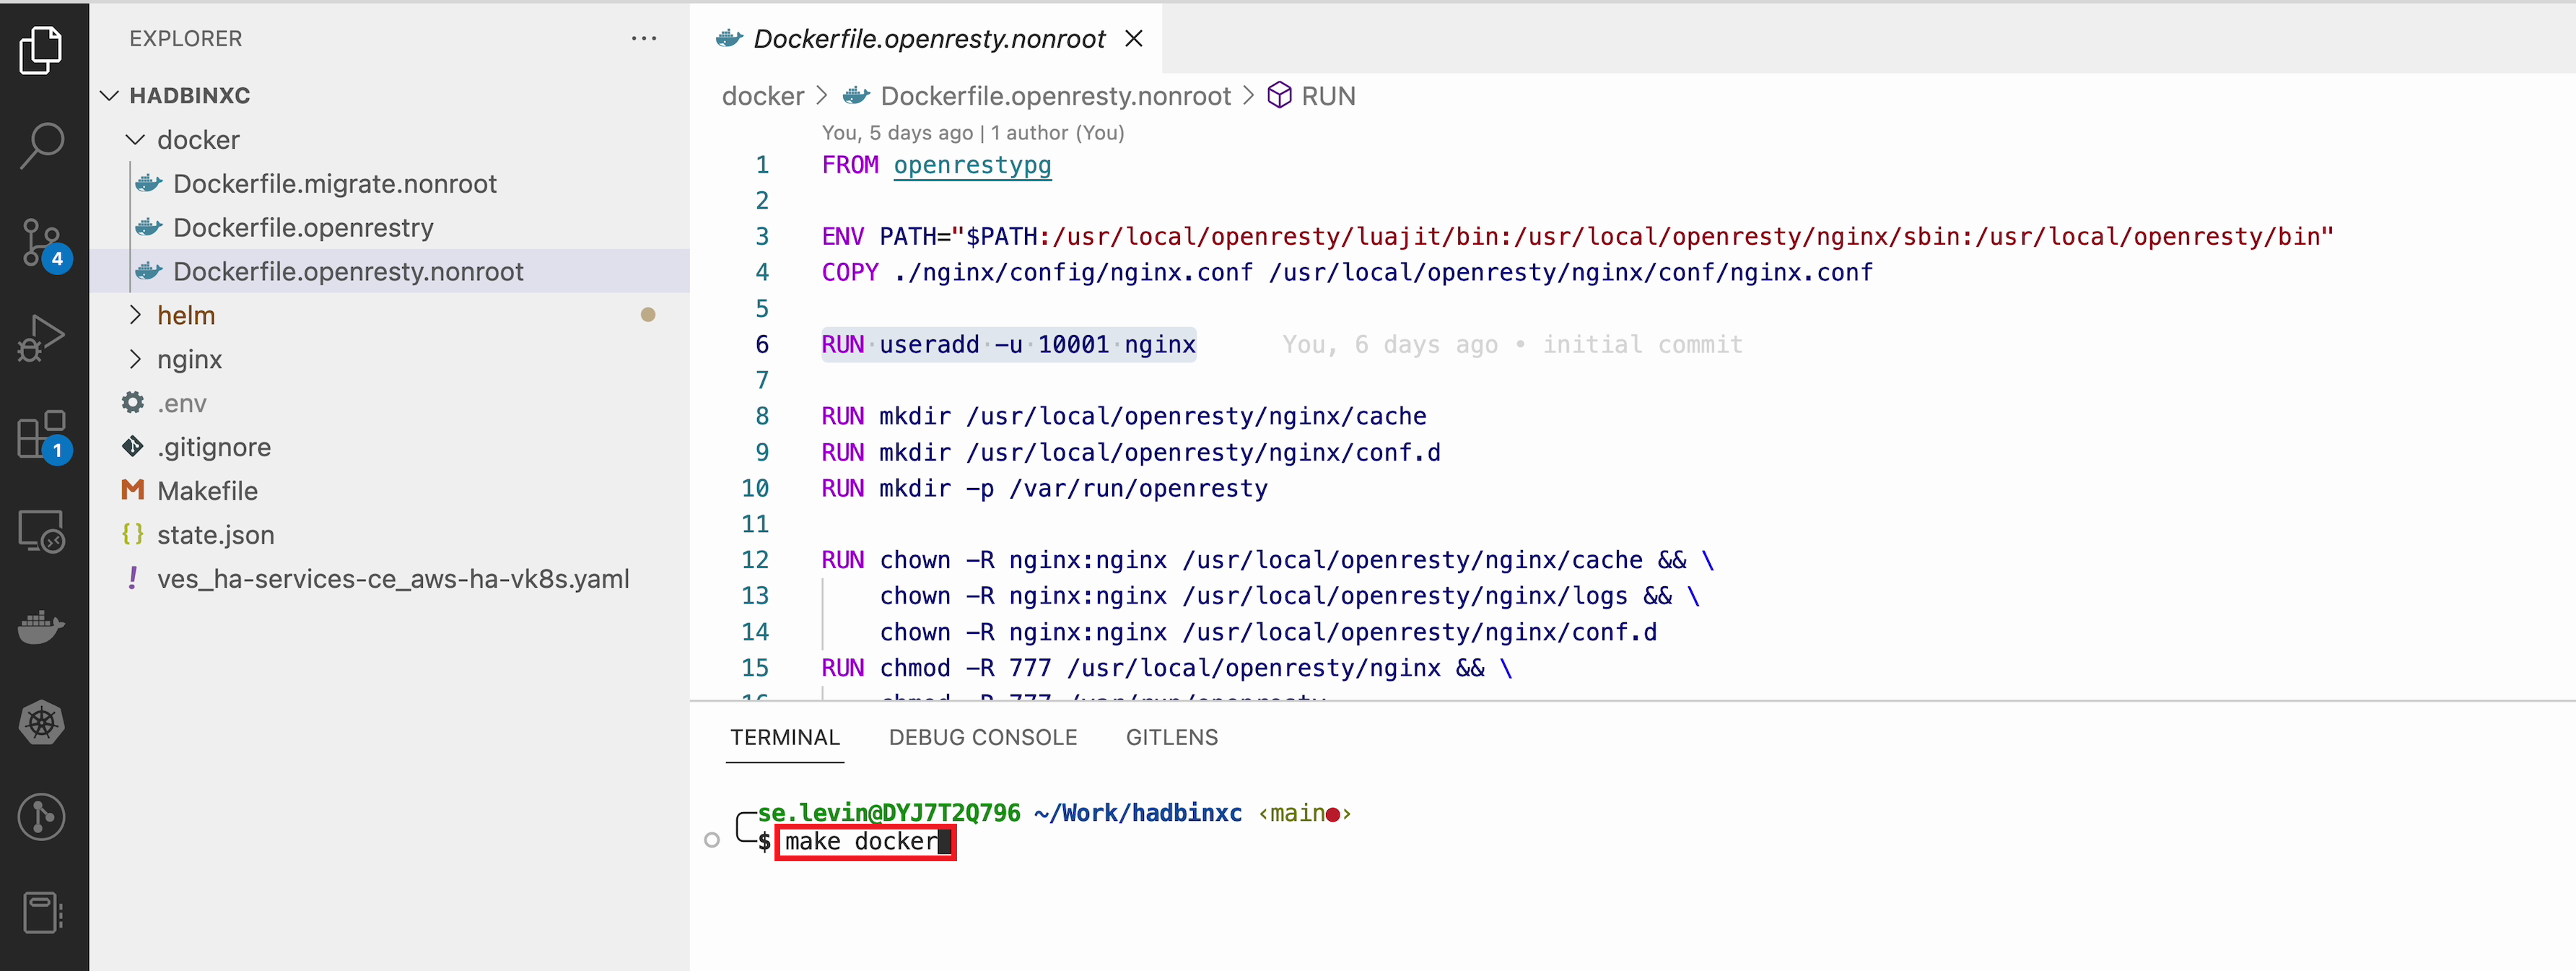 EXPLORER
HADBINXC
docker
Dockerfile.migrate.nonroot
Dockerfile.openrestry
Dockerfile.openresty.nonroot
helm
nginx
.env
.gitignore
Makefile
state.json
ves_ha-services-ce_aws-ha-vk8s.yaml
4
1
Dockerfile.openresty.nonroot
docker > Dockerfile.openresty.nonroot > RUN
You, 5 days ago | 1 author (You)
1 FROM openrestypg
2
3 ENV PATH="$PATH:/usr/local/openresty/luajit/bin:/usr/local/openresty/nginx/sbin:/usr/local/openresty/bin"
4 COPY ./nginx/config/nginx.conf /usr/local/openresty/nginx/conf/nginx.conf
5
6 RUN useradd -u 10001 nginx You, 6 days ago • initial commit
7
8 RUN mkdir /usr/local/openresty/nginx/cache
9 RUN mkdir /usr/local/openresty/nginx/conf.d
10 RUN mkdir -p /var/run/openresty
11
12 RUN chown -R nginx:nginx /usr/local/openresty/nginx/cache && \
13 chown -R nginx:nginx /usr/local/openresty/nginx/logs && \
14 chown -R nginx:nginx /usr/local/openresty/nginx/conf.d
15 RUN chmod -R 777 /usr/local/openresty/nginx && \
16 chmod -R 777 /var/run/openresty
TERMINAL DEBUG CONSOLE GITLENS
se.levin@DYJ7T2Q796 ~/Work/hadbinxc ‹main●›
$ make docker